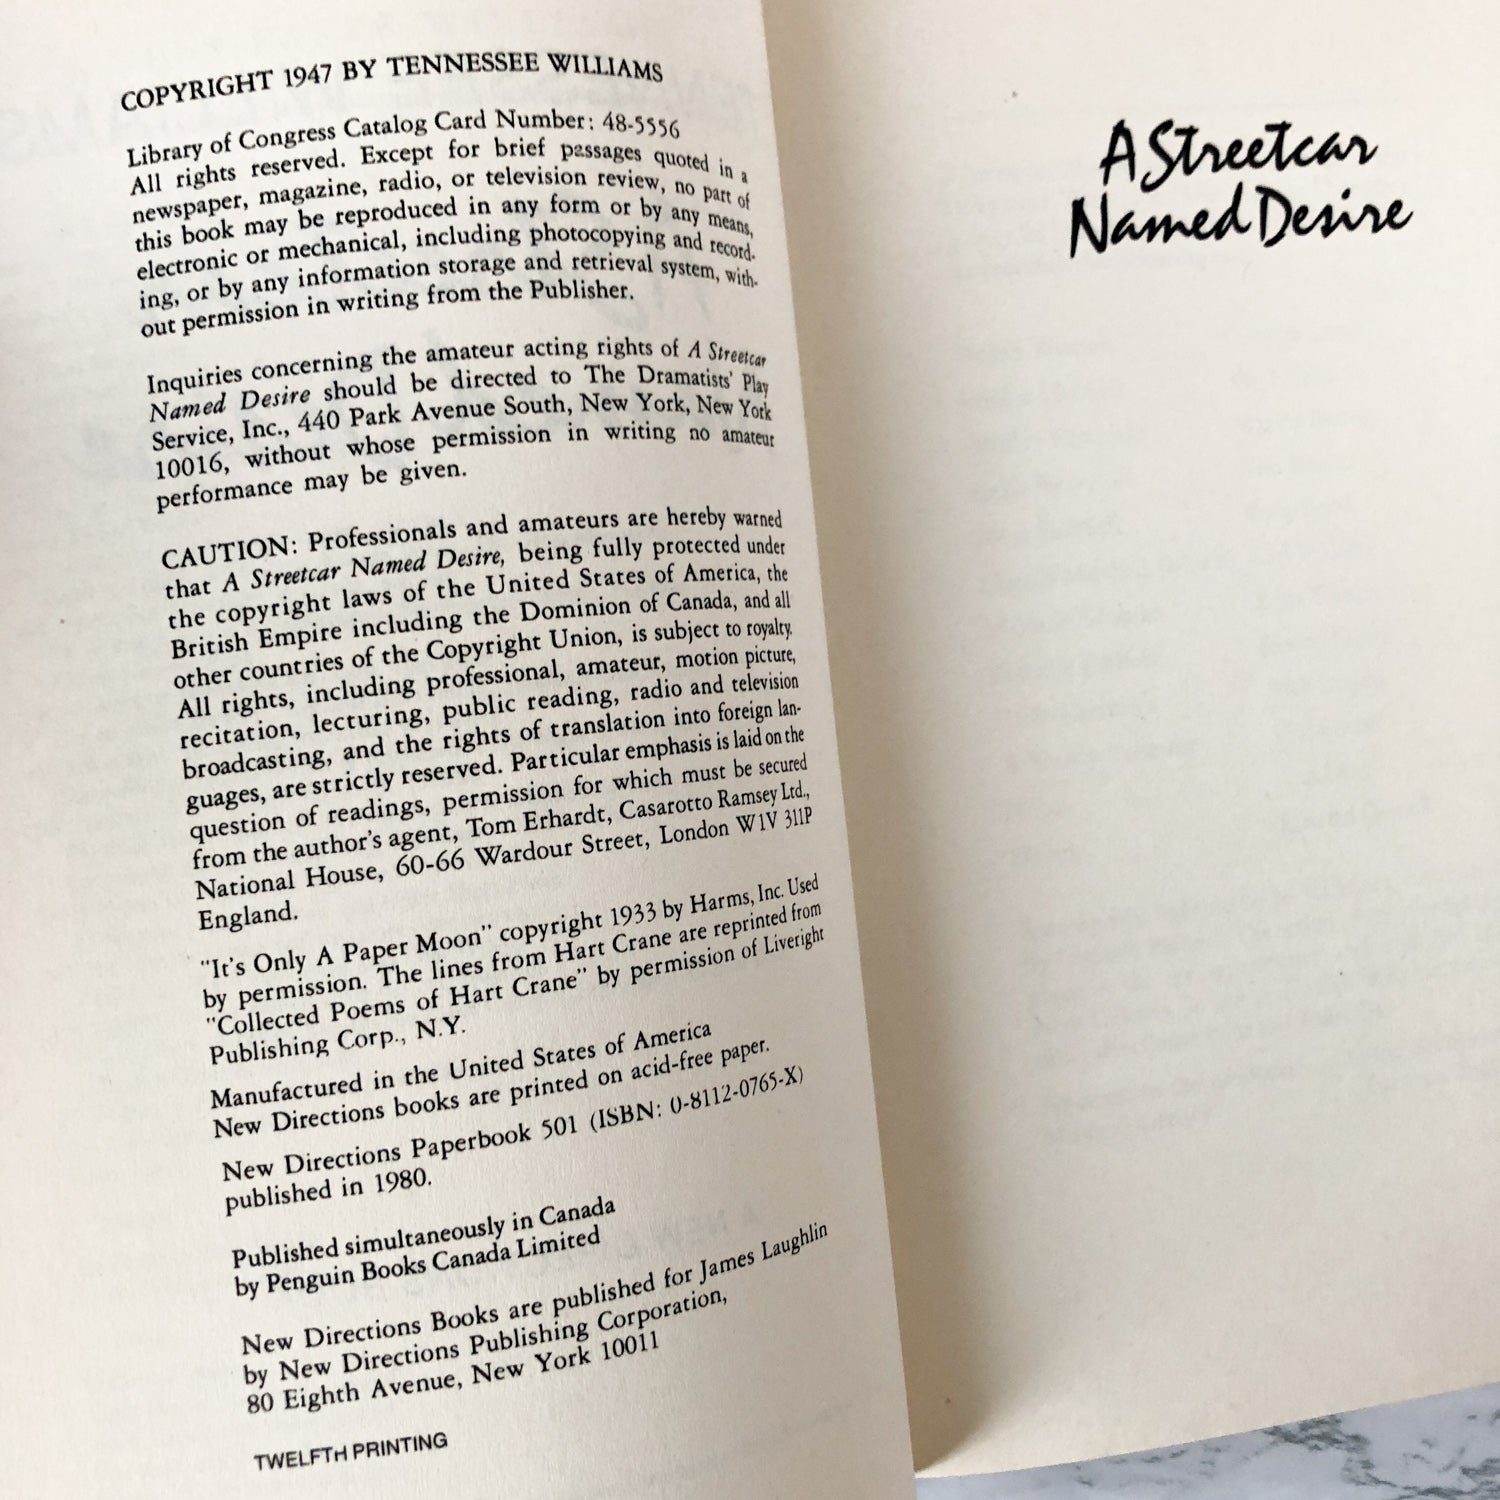 COPYRIGHT 1947 BY TENNESSEE WILLIAMS
Library of Congress Catalog Card Number: 48-5556
All rights reserved. Except for brief passages quoted in a
newspaper, magazine, radio, or television review, no part of
this book may be reproduced in any form or by any means,
electronic or mechanical, including photocopying and record-
ing, or by any information storage and retrieval system, with-
out permission in writing from the Publisher.
Inquiries concerning the amateur acting rights of A Streetcar
Named Desire should be directed to The Dramatists' Play
Service, Inc., 440 Park Avenue South, New York, New York
10016, without whose permission in writing no amateur
performance may be given.
CAUTION: Professionals and amateurs are hereby warned
that A Streetcar Named Desire, being fully protected under
the copyright laws of the United States of America, the
British Empire including the Dominion of Canada, and all
other countries of the Copyright Union, is subject to royalty.
All rights, including professional, amateur, motion picture,
recitation, lecturing, public reading, radio and television
broadcasting, and the rights of translation into foreign lan-
guages, are strictly reserved. Particular emphasis is laid on the
question of readings, permission for which must be secured
from the author's agent, Tom Erhardt, Casarotto Ramsey Ltd.,
National House, 60-66 Wardour Street, London W1V 311P
England.
"It's Only A Paper Moon" copyright 1933 by Harms, Inc. Used
by permission. The lines from Hart Crane are reprinted from
"Collected Poems of Hart Crane" by permission of Liveright
Publishing Corp., N.Y.
Manufactured in the United States of America
New Directions books are printed on acid-free paper.
New Directions Paperbook 501 (ISBN: 0-8112-0765-X)
published in 1980.
Published simultaneously in Canada
by Penguin Books Canada Limited
New Directions Books are published for James Laughlin
by New Directions Publishing Corporation,
80 Eighth Avenue, New York 10011
TWELFTH PRINTING
A Streetcar
Named Desire